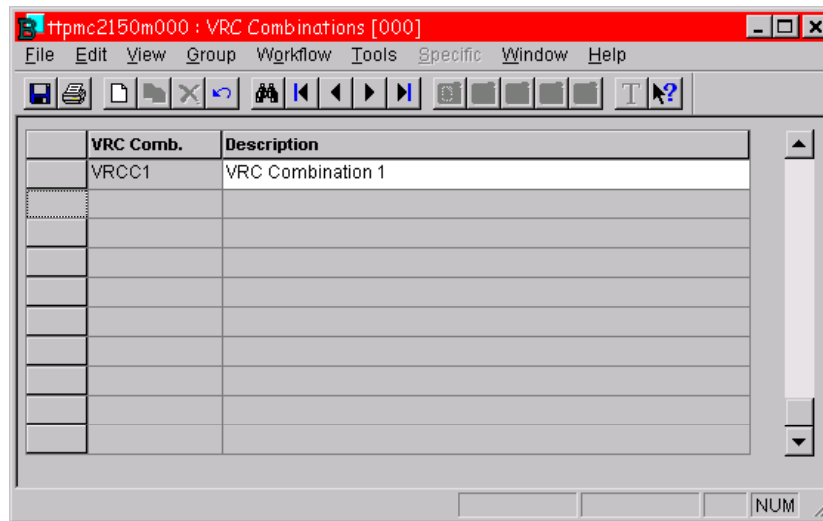 B ttpmc2150m000 : VRC Combinations [000]
File Edit View Group Workflow Tools Specific Window Help
T ?
VRC Comb. Description
VRCC1 VRC Combination 1
NUM